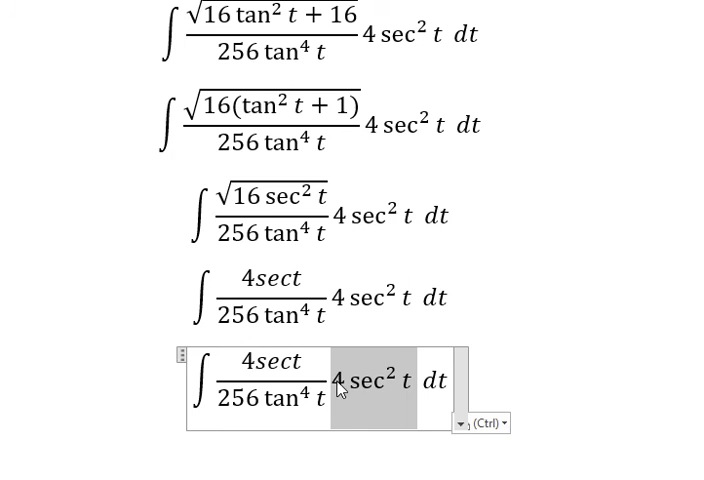 ∫ √(16 tan² t + 16) / (256 tan⁴ t) 4 sec² t dt
∫ √(16(tan² t + 1)) / (256 tan⁴ t) 4 sec² t dt
∫ √(16 sec² t) / (256 tan⁴ t) 4 sec² t dt
∫ 4sect / (256 tan⁴ t) 4 sec² t dt
∫ 4sect / (256 tan⁴ t) 4 sec² t dt
(Ctrl)